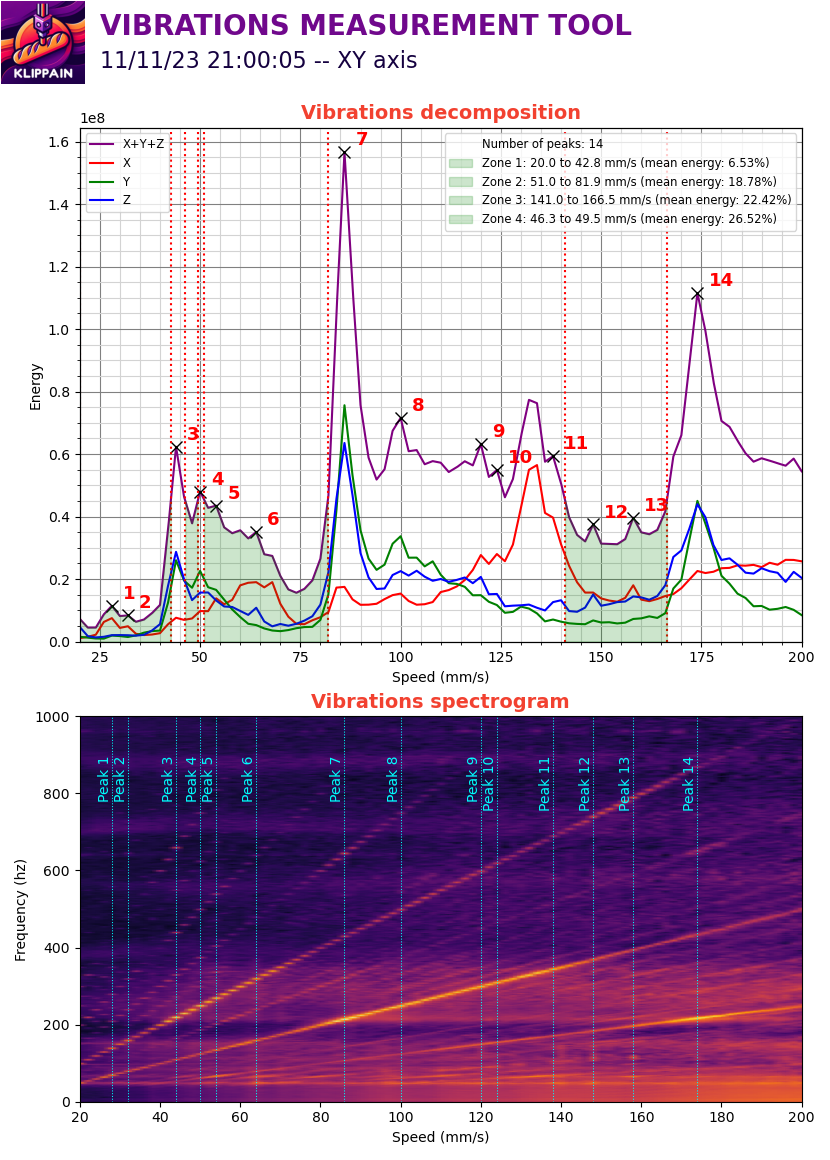 KLIPPAIN
VIBRATIONS MEASUREMENT TOOL
11/11/23 21:00:05 -- XY axis
Vibrations decomposition
1e8
X+Y+Z
X
Y
Z
Number of peaks: 14
Zone 1: 20.0 to 42.8 mm/s (mean energy: 6.53%)
Zone 2: 51.0 to 81.9 mm/s (mean energy: 18.78%)
Zone 3: 141.0 to 166.5 mm/s (mean energy: 22.42%)
Zone 4: 46.3 to 49.5 mm/s (mean energy: 26.52%)
1.6
1.4
1.2
1.0
0.8
0.6
0.4
0.2
0.0
Energy
1
2
3
4
5
6
7
8
9
10
11
12
13
14
25 50 75 100 125 150 175 200
Speed (mm/s)
Vibrations spectrogram
1000
800
600
400
200
0
Frequency (hz)
Peak 1
Peak 2
Peak 3
Peak 4
Peak 5
Peak 6
Peak 7
Peak 8
Peak 9
Peak 10
Peak 11
Peak 12
Peak 13
Peak 14
20 40 60 80 100 120 140 160 180 200
Speed (mm/s)